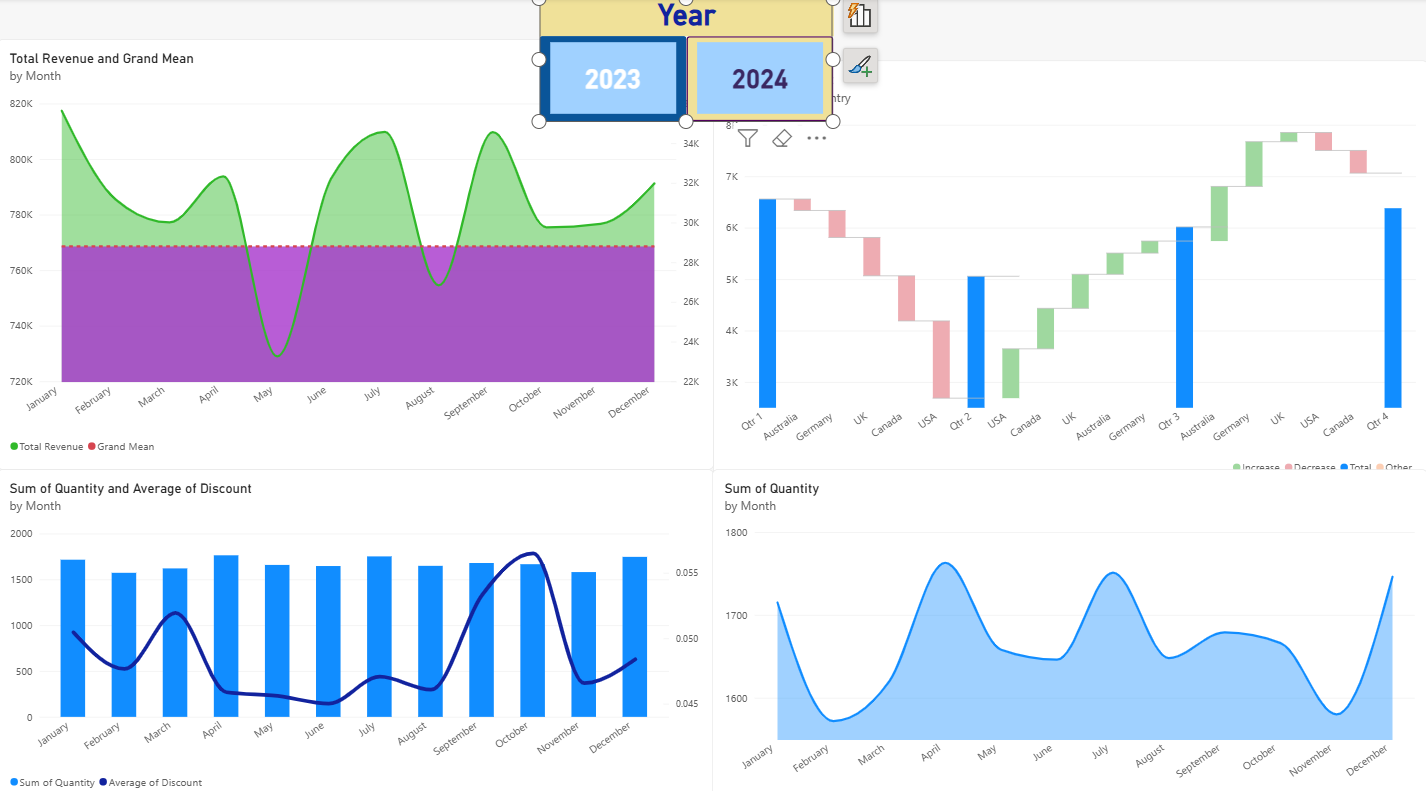 Year
2023
2024
Total Revenue and Grand Mean
by Month
820K
800K
780K
760K
740K
720K
34K
32K
30K
28K
26K
24K
22K
January
February
March
April
May
June
July
August
September
October
November
December
Total Revenue
Grand Mean
7K
6K
5K
4K
3K
Qtr 1
Australia
Germany
UK
Canada
USA
Qtr 2
USA
Canada
UK
Australia
Germany
Qtr 3
Australia
Germany
UK
USA
Canada
Qtr 4
Increase
Decrease
Total
Other
Sum of Quantity and Average of Discount
by Month
2000
1500
1000
500
0
0.055
0.050
0.045
January
February
March
April
May
June
July
August
September
October
November
December
Sum of Quantity
Average of Discount
Sum of Quantity
by Month
1800
1700
1600
January
February
March
April
May
June
July
August
September
October
November
December